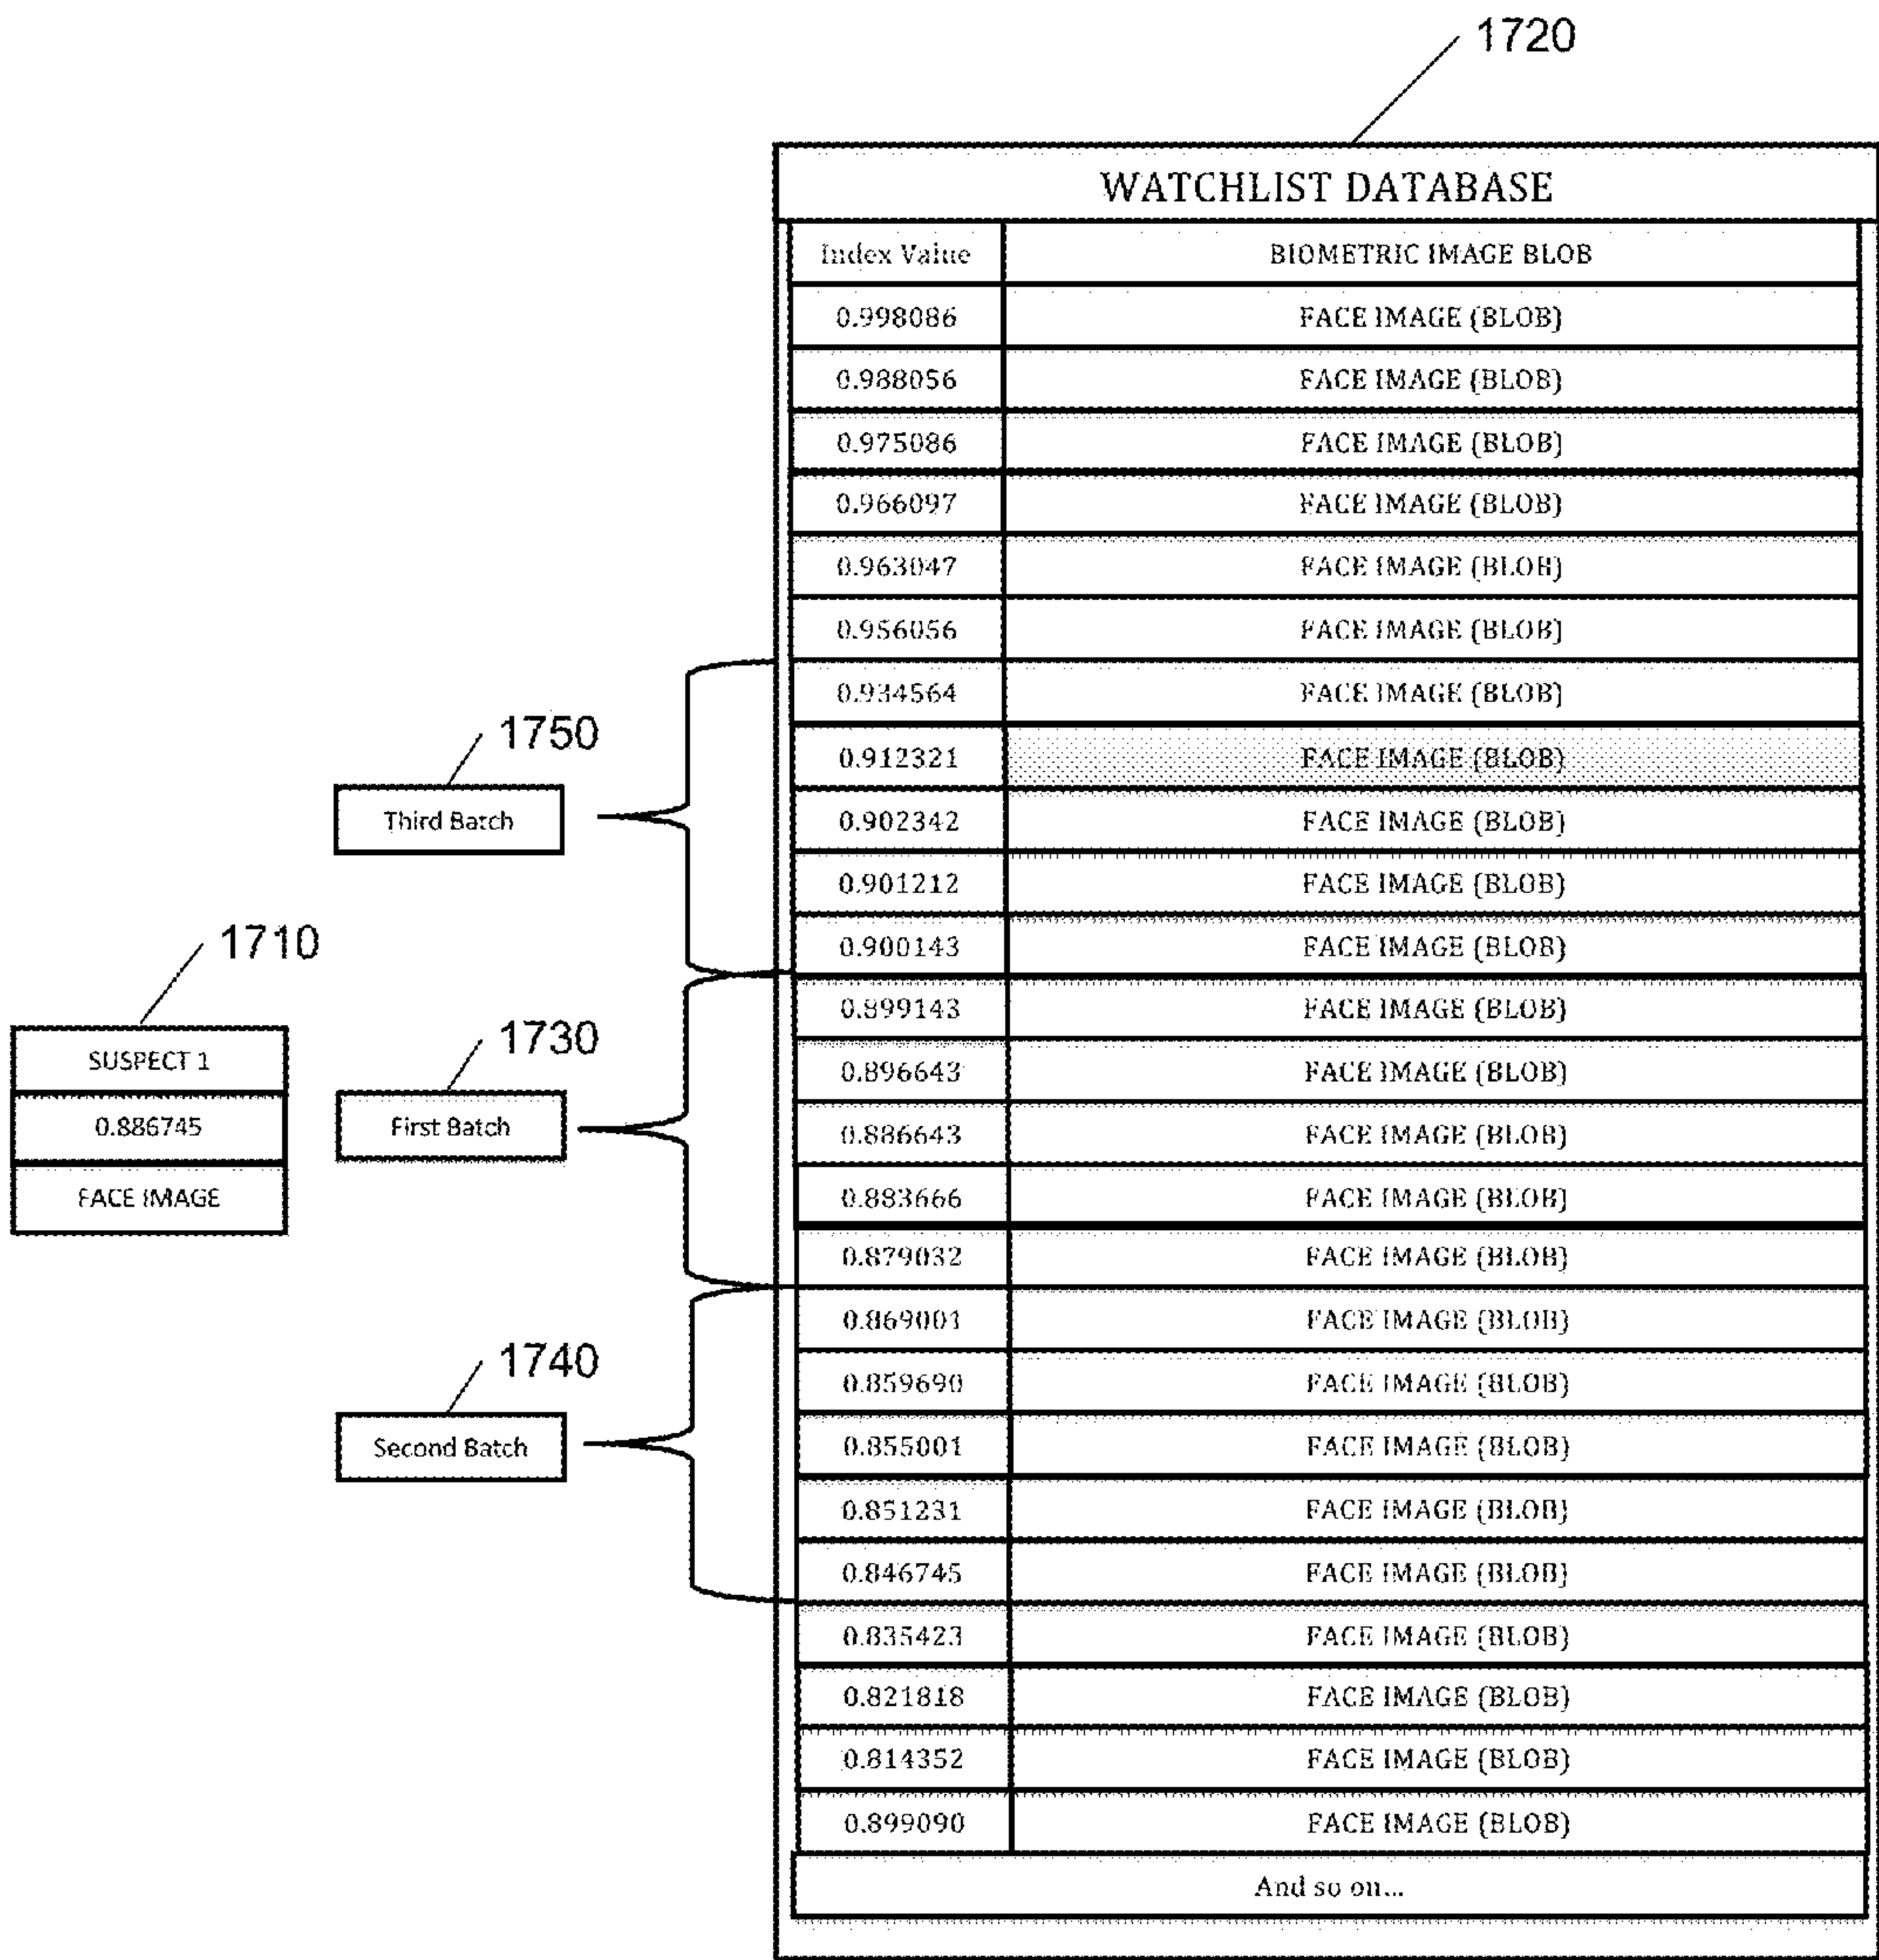 1720
WATCHLIST DATABASE
Index Value BIOMETRIC IMAGE BLOB
0.998086 FACE IMAGE (BLOB)
0.988056 FACE IMAGE (BLOB)
0.975086 FACE IMAGE (BLOB)
0.966097 FACE IMAGE (BLOB)
0.963047 FACE IMAGE (BLOB)
0.956056 FACE IMAGE (BLOB)
0.934564 FACE IMAGE (BLOB)
0.912321 FACE IMAGE (BLOB)
0.902342 FACE IMAGE (BLOB)
0.901212 FACE IMAGE (BLOB)
0.900143 FACE IMAGE (BLOB)
0.899143 FACE IMAGE (BLOB)
0.896643 FACE IMAGE (BLOB)
0.886643 FACE IMAGE (BLOB)
0.883666 FACE IMAGE (BLOB)
0.879032 FACE IMAGE (BLOB)
0.869001 FACE IMAGE (BLOB)
0.859690 FACE IMAGE (BLOB)
0.855001 FACE IMAGE (BLOB)
0.851231 FACE IMAGE (BLOB)
0.846745 FACE IMAGE (BLOB)
0.835423 FACE IMAGE (BLOB)
0.821818 FACE IMAGE (BLOB)
0.814352 FACE IMAGE (BLOB)
0.899090 FACE IMAGE (BLOB)
And so on...
1750
Third Batch
1710
SUSPECT 1
0.886745
FACE IMAGE
1730
First Batch
1740
Second Batch